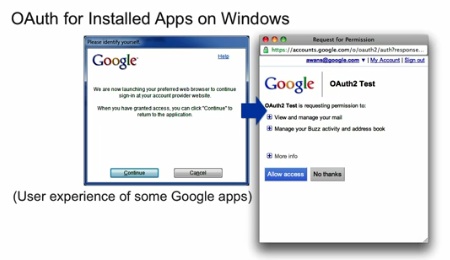 OAuth for Installed Apps on Windows
Please identify yourself.
Google
Help
We are now launching your preferred web browser to continue
sign-in at your account provider website.
When you have granted access, you can click "Continue" to
return to the application.
Continue
Cancel
(User experience of some Google apps)
Request for Permission
https://accounts.google.com/o/oauth2/auth?response...
awans@google.com ▼ | My Account | Sign out
Google OAuth2 Test
OAuth2 Test is requesting permission to:
View and manage your mail
Manage your Buzz activity and address book
More info
Allow access
No thanks